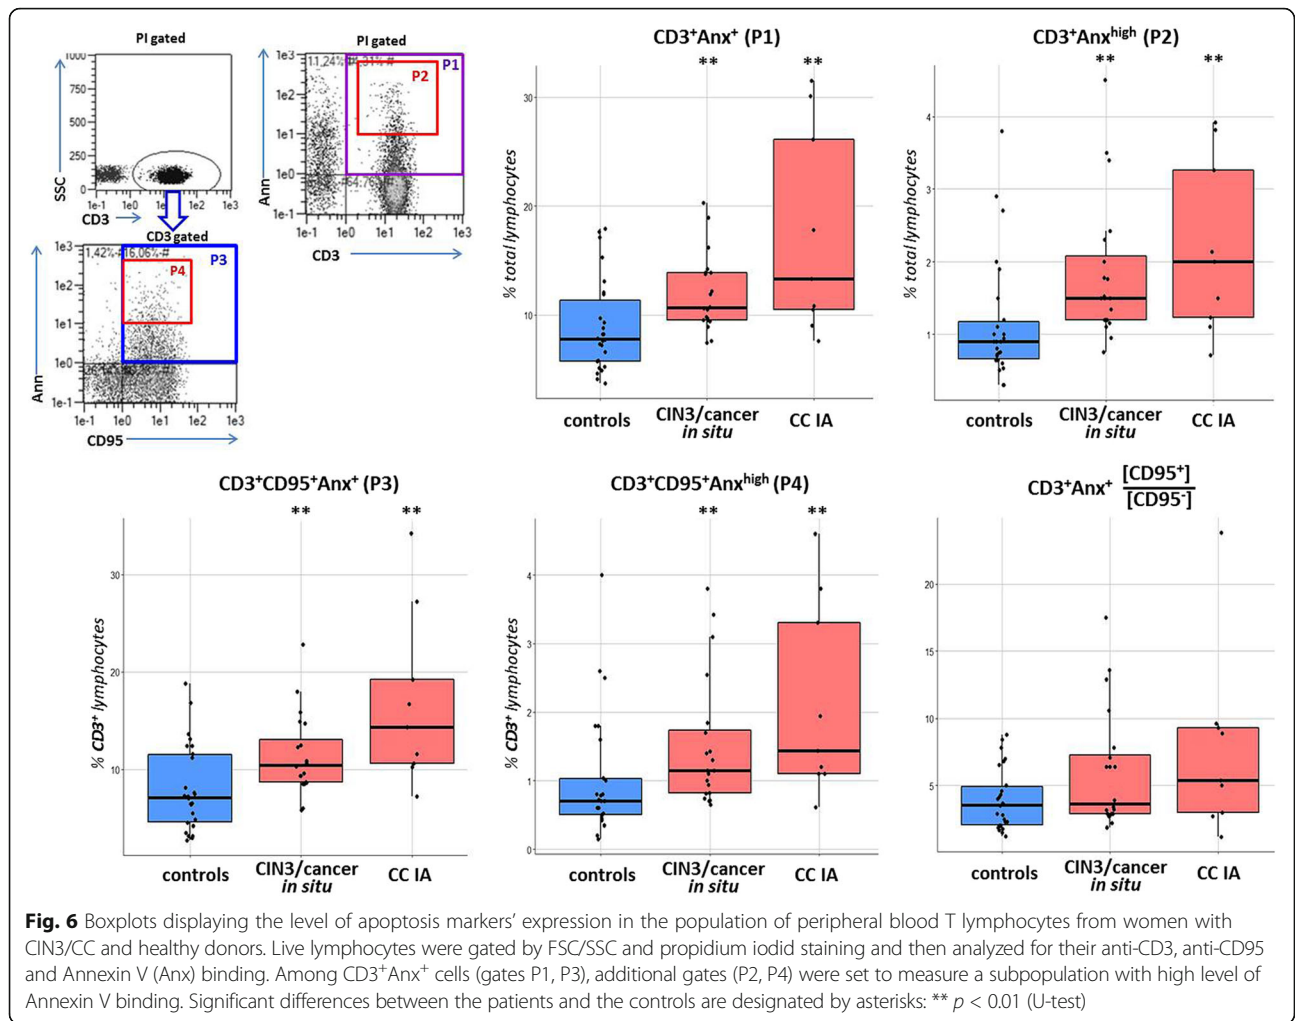 PI gated
1000
750
500
250
0
SSC
1e-1 1e0 1e1 1e2 1e3
CD3
PI gated
1e3
1e2
1e1
1e0
1e-1
Ann
11,24%-#
P1
P2
1e-1 1e0 1e1 1e2 1e3
CD3
CD3 gated
1e3
1e2
1e1
1e0
1e-1
Ann
1,42%-# 16,06%-#
P3
P4
1e-1 1e0 1e1 1e2 1e3
CD95
CD3⁺Anx⁺ (P1)
** **
% total lymphocytes
30
20
10
controls CIN3/cancer in situ CC IA
CD3⁺Anxʰⁱᵍʰ (P2)
** **
% total lymphocytes
4
3
2
1
controls CIN3/cancer in situ CC IA
CD3⁺CD95⁺Anx⁺ (P3)
** **
% CD3⁺ lymphocytes
30
20
10
controls CIN3/cancer in situ CC IA
CD3⁺CD95⁺Anxʰⁱᵍʰ (P4)
** **
% CD3⁺ lymphocytes
4
3
2
1
0
controls CIN3/cancer in situ CC IA
CD3⁺Anx⁺ [CD95⁺]
[CD95⁻]
20
15
10
5
controls CIN3/cancer in situ CC IA
Fig. 6 Boxplots displaying the level of apoptosis markers’ expression in the population of peripheral blood T lymphocytes from women with
CIN3/CC and healthy donors. Live lymphocytes were gated by FSC/SSC and propidium iodid staining and then analyzed for their anti-CD3, anti-CD95
and Annexin V (Anx) binding. Among CD3⁺Anx⁺ cells (gates P1, P3), additional gates (P2, P4) were set to measure a subpopulation with high level of
Annexin V binding. Significant differences between the patients and the controls are designated by asterisks: ** p < 0.01 (U-test)